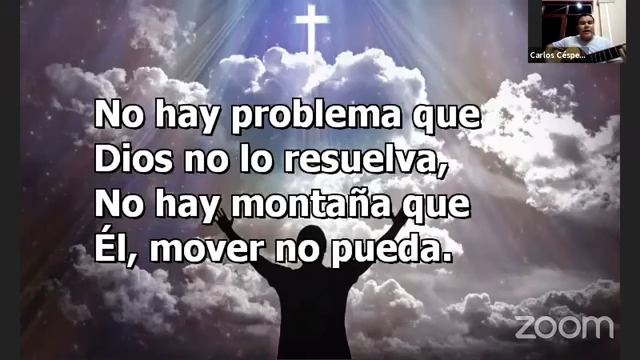 No hay problema que
Dios no lo resuelva,
No hay montaña que
Él, mover no pueda.
Carlos Céspe...
zoom